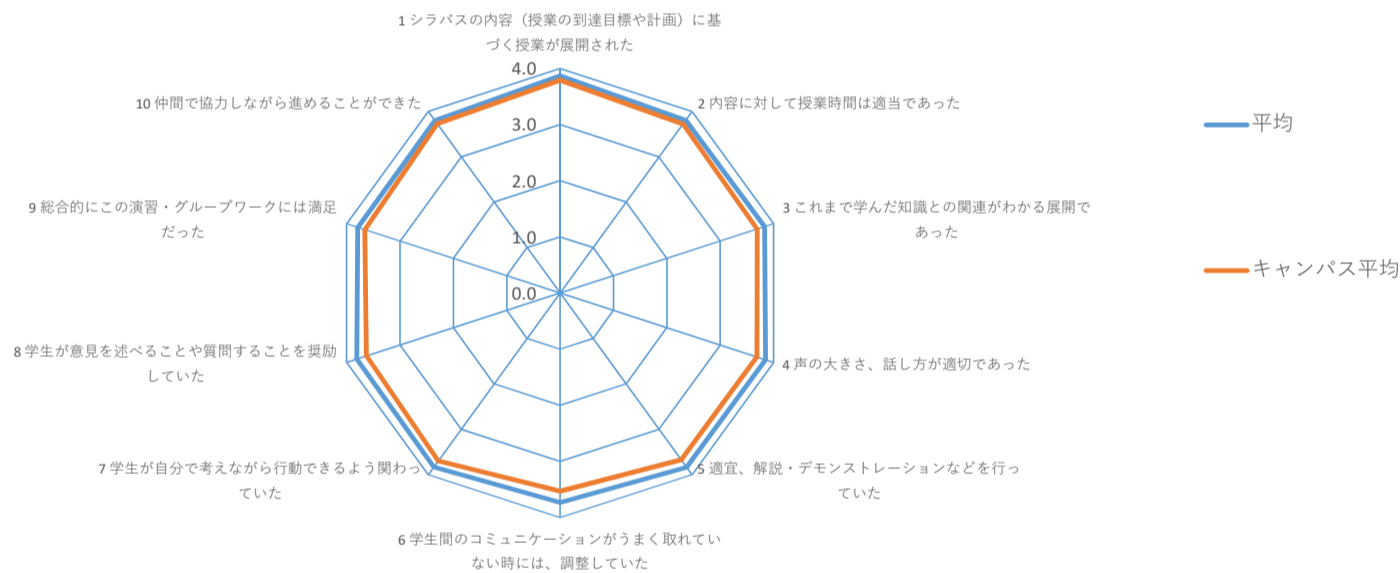 1 シラバスの内容（授業の到達目標や計画）に基
づく授業が展開された
4.0
10 仲間で協力しながら進めることができた
2 内容に対して授業時間は適当であった
平均
3.0
2.0
9 総合的にこの演習・グループワークには満足
だった
3 これまで学んだ知識との関連がわかる展開で
あった
1.0
キャンパス平均
0.0
8 学生が意見を述べることや質問することを奨励
していた
4 声の大きさ、話し方が適切であった
7 学生が自分で考えながら行動できるよう関わっ
ていた
5 適宜、解説・デモンストレーションなどを行っ
ていた
6 学生間のコミュニケーションがうまく取れてい
ない時には、調整していた